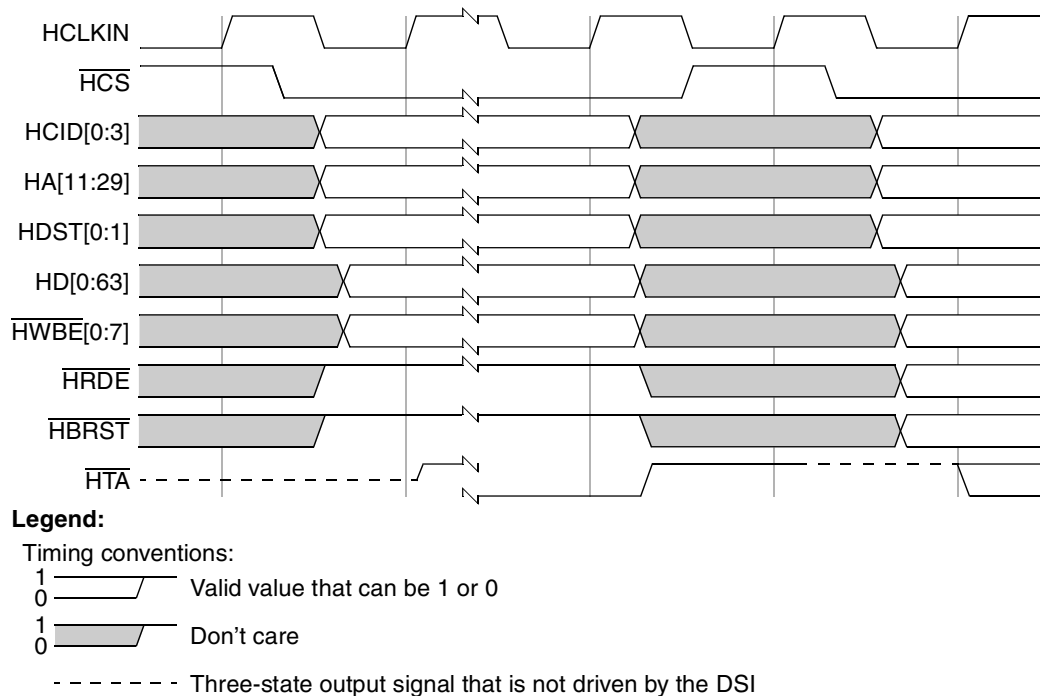 HCLKIN
HCS
HCID[0:3]
HA[11:29]
HDST[0:1]
HD[0:63]
HWBE[0:7]
HRDE
HBRST
HTA
Legend:
Timing conventions:
1
0
Valid value that can be 1 or 0
1
0
Don't care
Three-state output signal that is not driven by the DSI